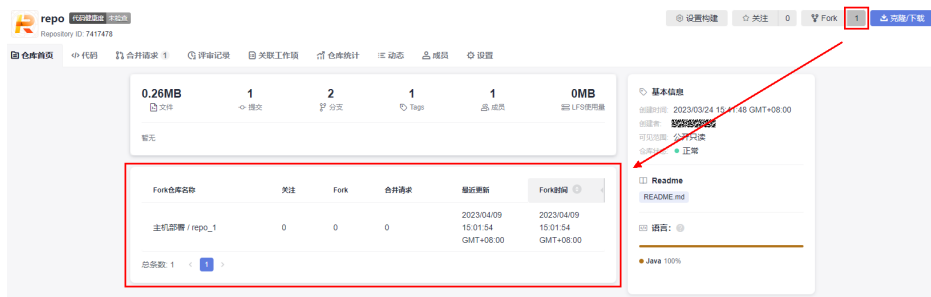 repo 代码健康度 未检查
Repository ID: 7417478
设置构建 关注 0 Fork 1 克隆/下载
仓库首页 代码 合并请求 1 评审记录 关联工作项 仓库统计 动态 成员 设置
0.26MB 1 2 1 1 0MB
文件 提交 分支 Tags 成员 LFS使用量
暂无
基本信息
创建时间: 2023/03/24 15:41:48 GMT+08:00
创建者:
可见范围: 公开只读
仓库状态: 正常
Readme
README.md
语言:
Java 100%
Fork仓库名称 关注 Fork 合并请求 最近更新 Fork时间
主机部署 / repo_1 0 0 0 2023/04/09 15:01:54 GMT+08:00 2023/04/09 15:01:54 GMT+08:00
总条数: 1 < 1 >